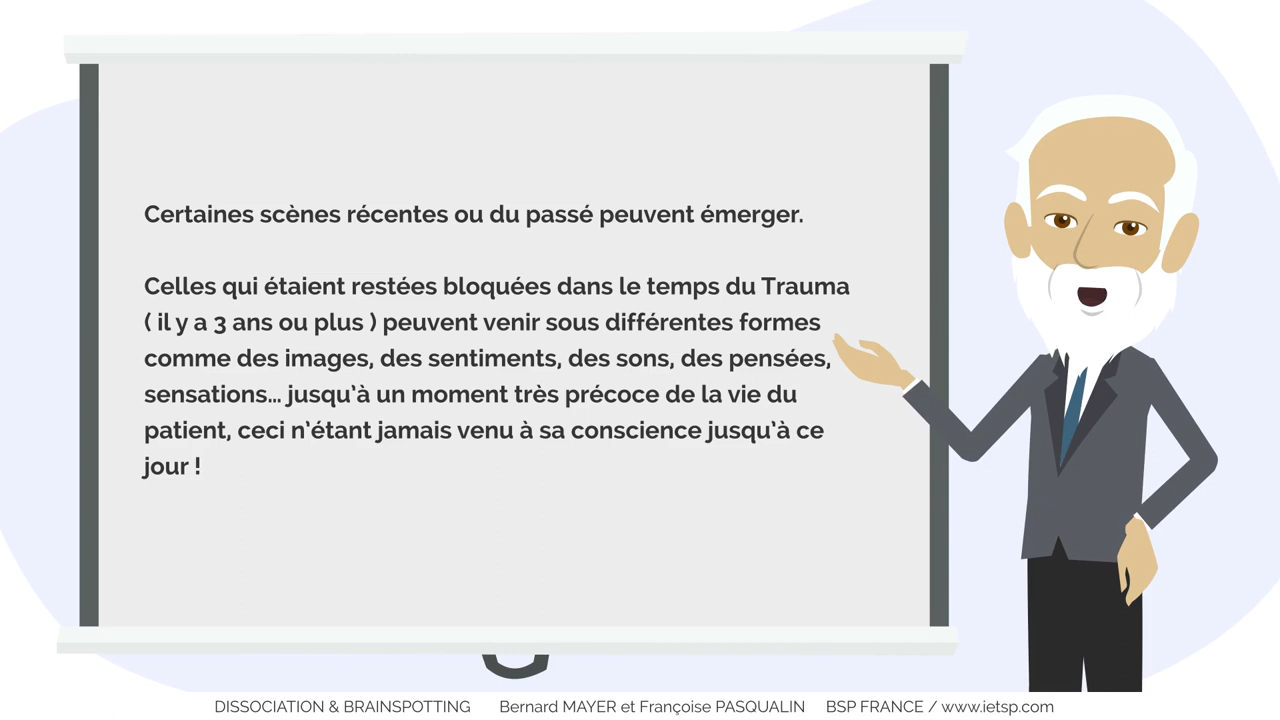 Certaines scènes récentes ou du passé peuvent émerger.
Celles qui étaient restées bloquées dans le temps du Trauma
( il y a 3 ans ou plus ) peuvent venir sous différentes formes
comme des images, des sentiments, des sons, des pensées,
sensations… jusqu’à un moment très précoce de la vie du
patient, ceci n’étant jamais venu à sa conscience jusqu’à ce
jour !
DISSOCIATION & BRAINSPOTTING Bernard MAYER et Françoise PASQUALIN BSP FRANCE / www.ietsp.com